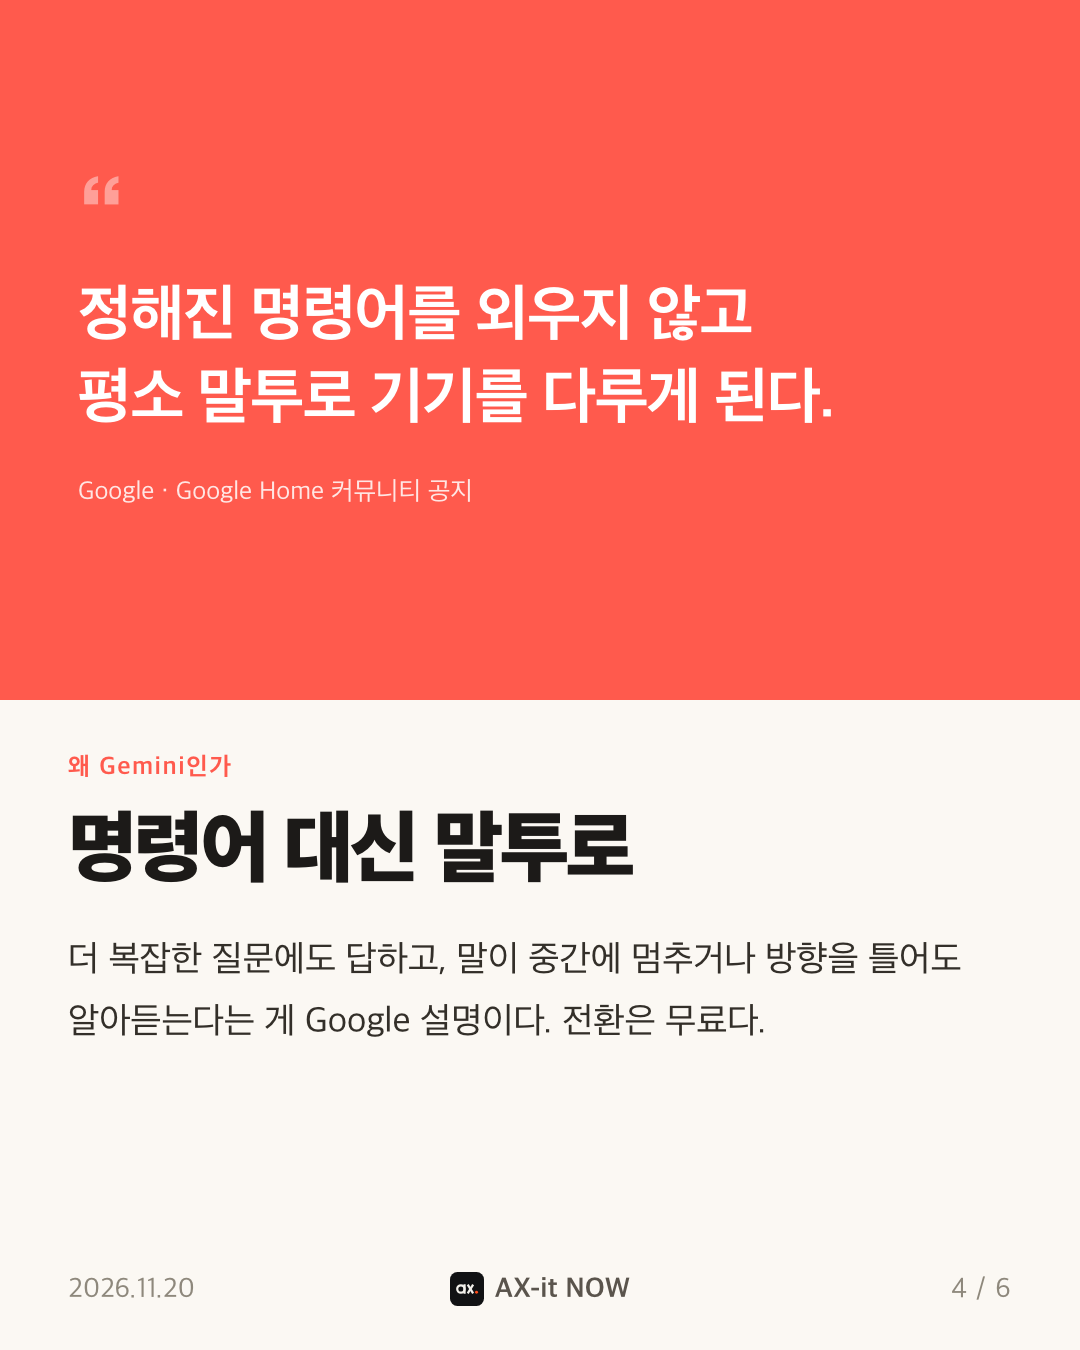 “
정해진 명령어를 외우지 않고
평소 말투로 기기를 다루게 된다.
Google · Google Home 커뮤니티 공지
왜 Gemini인가
명령어 대신 말투로
더 복잡한 질문에도 답하고, 말이 중간에 멈추거나 방향을 틀어도
알아듣는다는 게 Google 설명이다. 전환은 무료다.
2026.11.20
ax. AX-it NOW
4 / 6